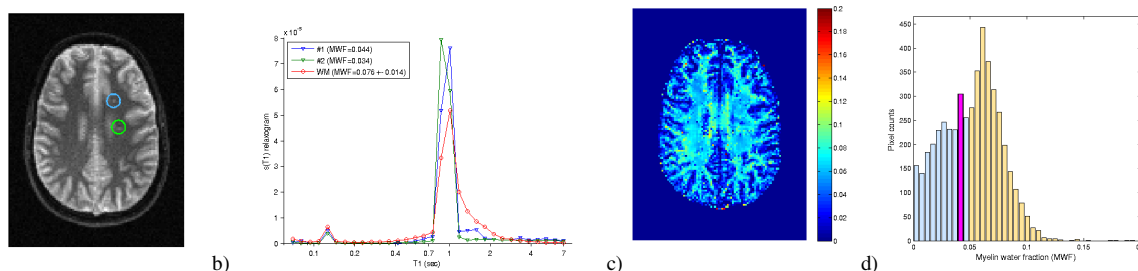 x 10⁻⁵
8
7
6
5
4
3
2
1
0
s(T1) relaxogram
#1 (MWF=0.044)
#2 (MWF=0.034)
WM (MWF=0.076 +- 0.014)
0.1 0.2 0.4 0.7 1 2 4 7
T1 (sec)
b)
0.2
0.18
0.16
0.14
0.12
0.1
0.08
0.06
0.04
0.02
0
c)
450
400
350
300
250
200
150
100
50
0
Pixel counts
0 0.05 0.1 0.15
Myelin water fraction (MWF)
d)